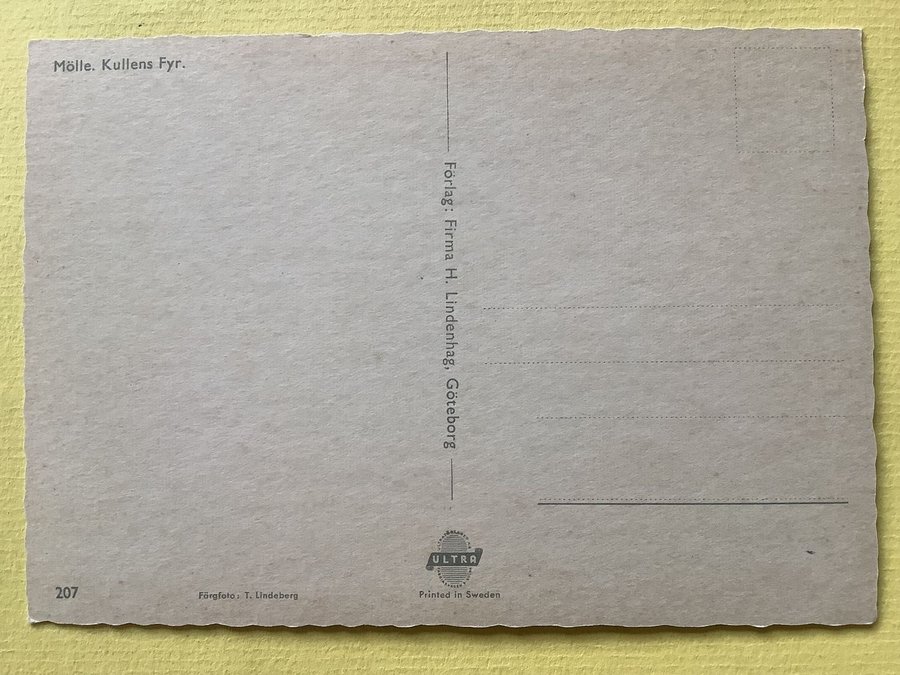 Mölle. Kullens Fyr.
Förlag: Firma H. Lindenhag, Göteborg
ULTRA
207
Färgfoto: T. Lindeberg
Printed in Sweden